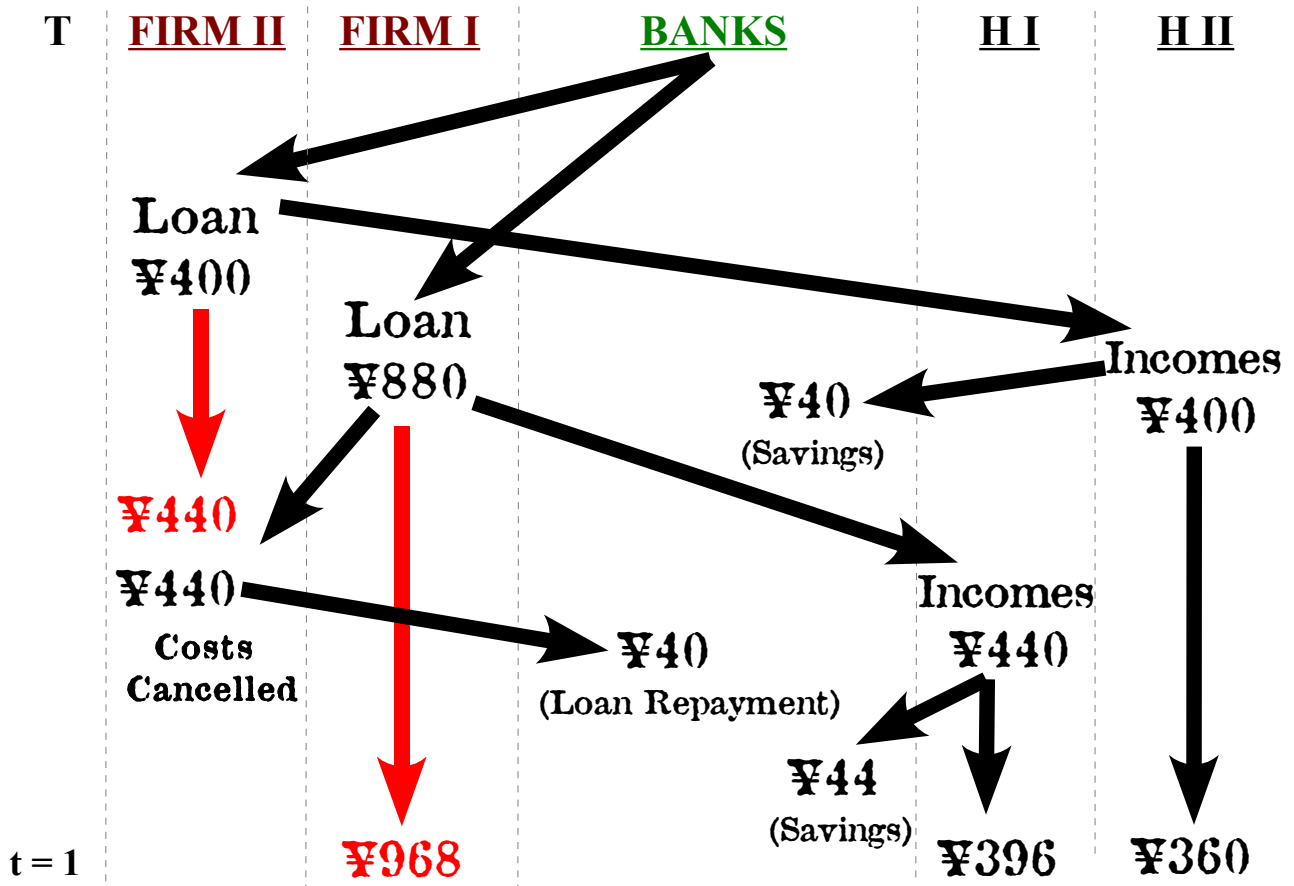 T FIRM II FIRM I BANKS H I H II
Loan
¥400
Loan
¥880
Incomes
¥400
¥40
(Savings)
¥440
¥440
Costs
Cancelled
Incomes
¥440
¥40
(Loan Repayment)
¥44
(Savings)
t = 1 ¥968 ¥396 ¥360